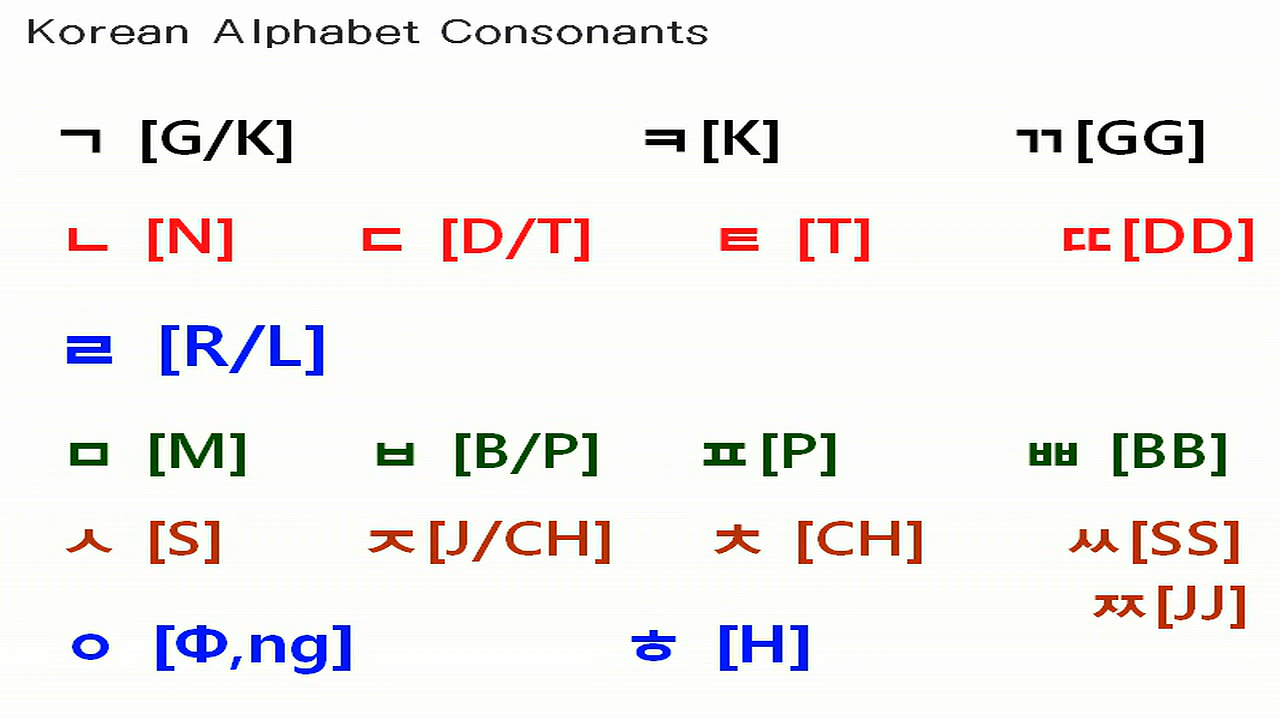 Korean Alphabet Consonants
ㄱ [G/K] ㅋ[K] ㄲ[GG]
ㄴ [N] ㄷ [D/T] ㅌ [T] ㄸ[DD]
ㄹ [R/L]
ㅁ [M] ㅂ [B/P] ㅍ[P] ㅃ [BB]
ㅅ [S] ㅈ[J/CH] ㅊ [CH] ㅆ[SS]
ㅉ[JJ]
ㅇ [Φ,ng] ㅎ [H]